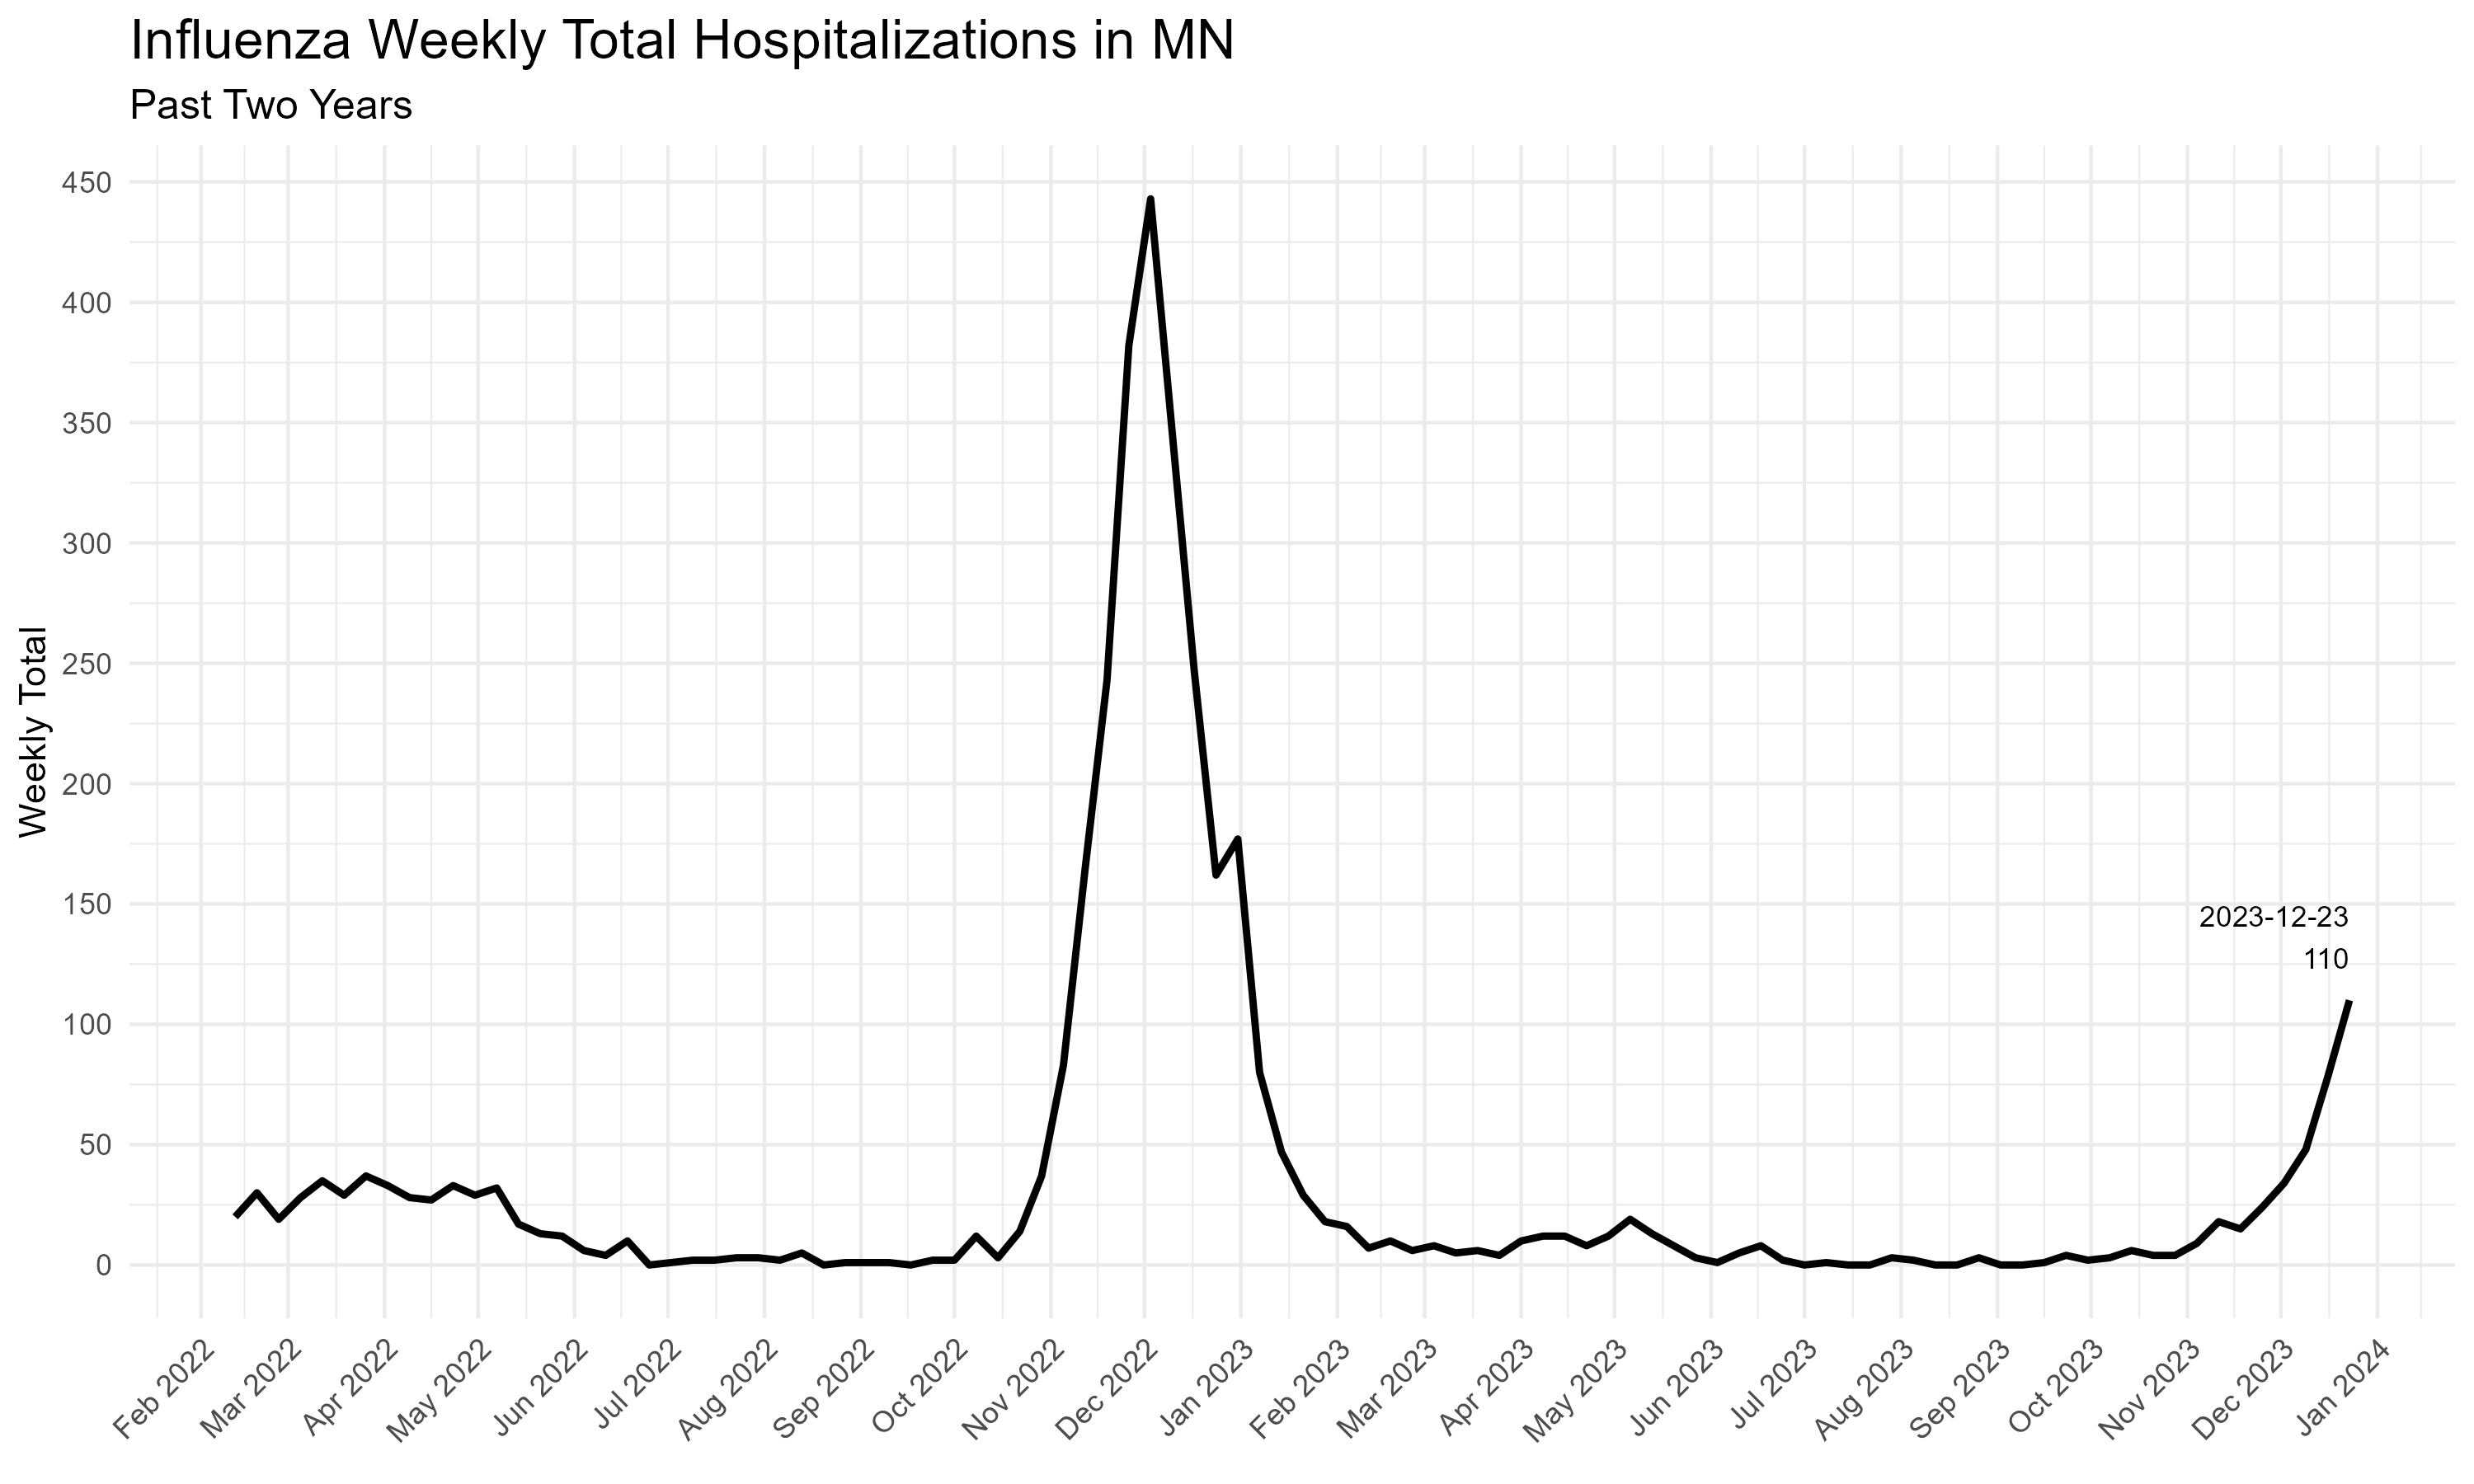 Influenza Weekly Total Hospitalizations in MN
Past Two Years
Weekly Total
450
400
350
300
250
200
150
100
50
0
2023-12-23
110
Feb 2022
Mar 2022
Apr 2022
May 2022
Jun 2022
Jul 2022
Aug 2022
Sep 2022
Oct 2022
Nov 2022
Dec 2022
Jan 2023
Feb 2023
Mar 2023
Apr 2023
May 2023
Jun 2023
Jul 2023
Aug 2023
Sep 2023
Oct 2023
Nov 2023
Dec 2023
Jan 2024